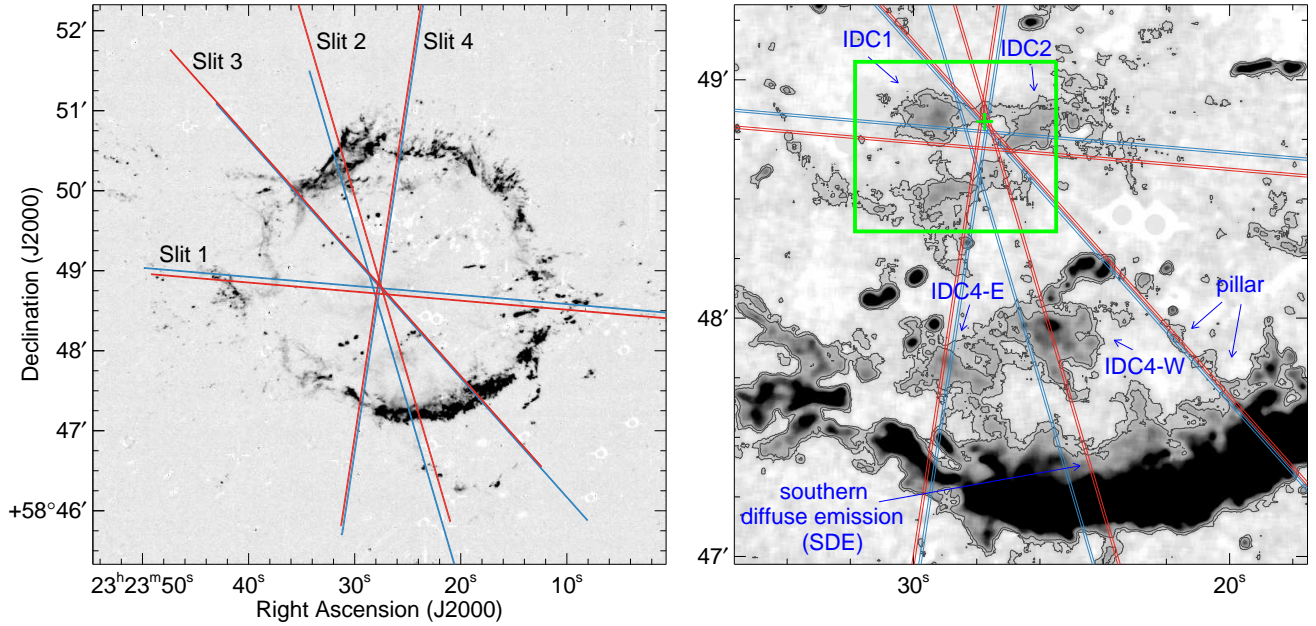 52′
51′
50′
49′
48′
47′
+58°46′
Declination (J2000)
Slit 1
Slit 2
Slit 3
Slit 4
23ʰ23ᵐ50ˢ
40ˢ
30ˢ
20ˢ
10ˢ
Right Ascension (J2000)
49′
48′
47′
IDC1
IDC2
IDC4-E
IDC4-W
pillar
southern
diffuse emission
(SDE)
30ˢ
20ˢ